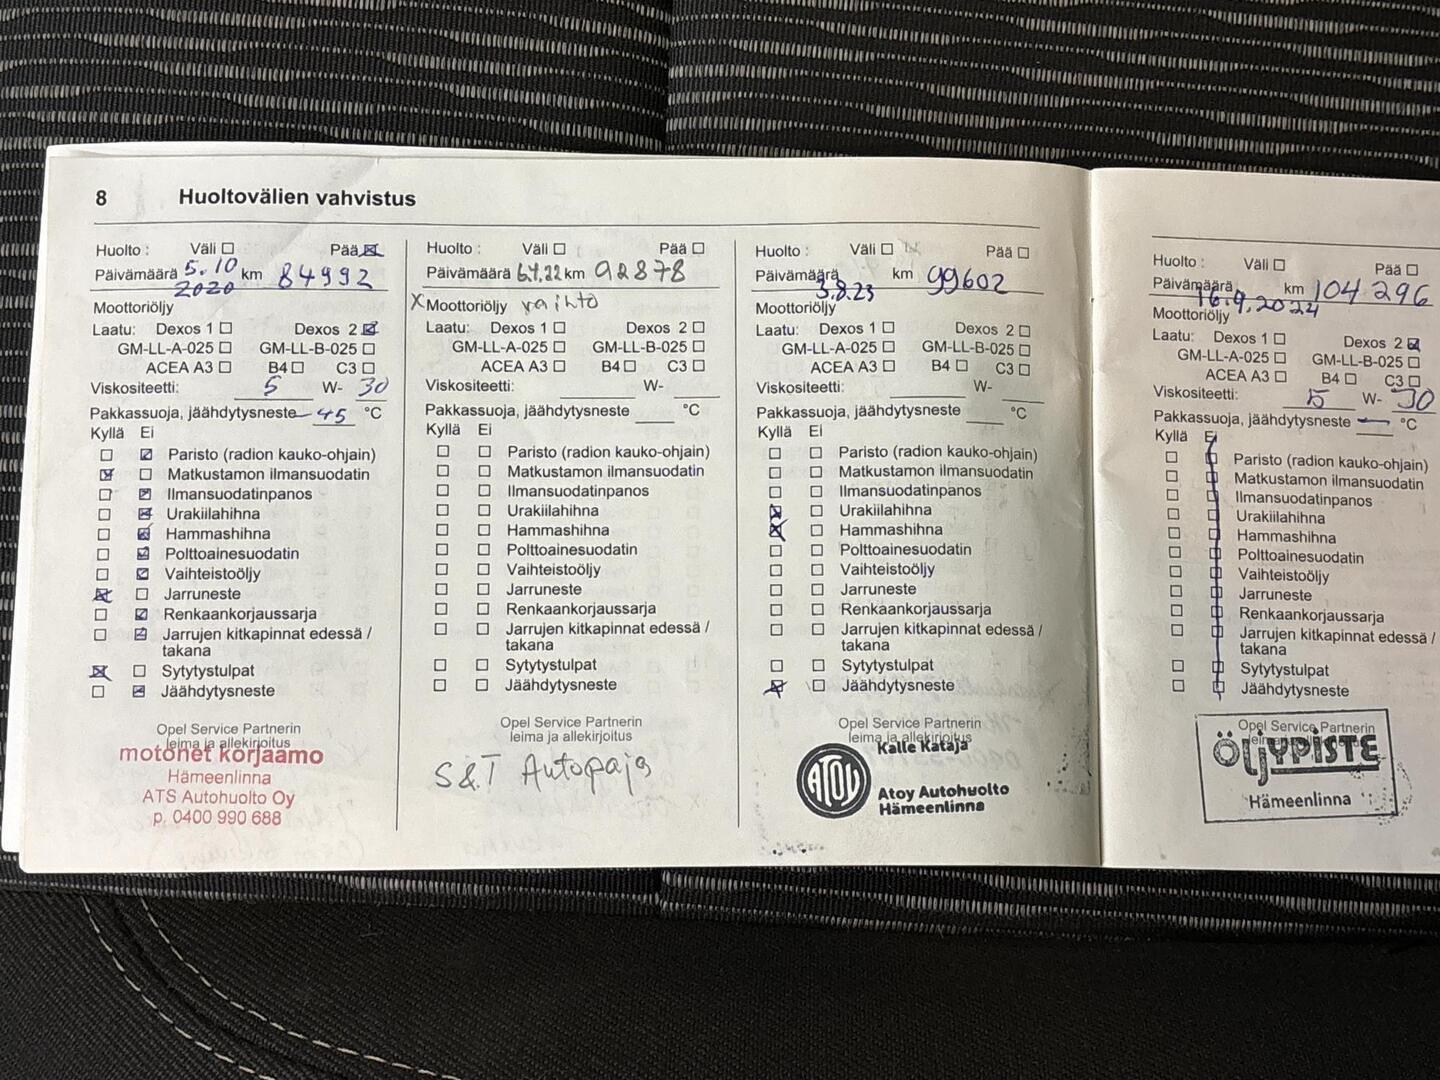 8 Huoltovälien vahvistus
Huolto : Väli Pää
Päivämäärä 5.10 2020 km 84992
Moottoriöljy
Laatu: Dexos 1 Dexos 2
GM-LL-A-025 GM-LL-B-025
ACEA A3 B4 C3
Viskositeetti: 5 W- 30
Pakkassuoja, jäähdytysneste -45 °C
Kyllä Ei
Paristo (radion kauko-ohjain)
Matkustamon ilmansuodatin
Ilmansuodatinpanos
Urakiilahihna
Hammashihna
Polttoainesuodatin
Vaihteistoöljy
Jarruneste
Renkaankorjaussarja
Jarrujen kitkapinnat edessä /
takana
Sytytystulpat
Jäähdytysneste
Opel Service Partnerin
leima ja allekirjoitus
motonet korjaamo
Hämeenlinna
ATS Autohuolto Oy
p. 0400 990 688
Huolto : Väli Pää
Päivämäärä km 92878
X Moottoriöljy vaihto
Laatu: Dexos 1 Dexos 2
GM-LL-A-025 GM-LL-B-025
ACEA A3 B4 C3
Viskositeetti: W-
Pakkassuoja, jäähdytysneste °C
Kyllä Ei
Paristo (radion kauko-ohjain)
Matkustamon ilmansuodatin
Ilmansuodatinpanos
Urakiilahihna
Hammashihna
Polttoainesuodatin
Vaihteistoöljy
Jarruneste
Renkaankorjaussarja
Jarrujen kitkapinnat edessä /
takana
Sytytystulpat
Jäähdytysneste
Opel Service Partnerin
leima ja allekirjoitus
S&T Autopaja
Huolto : Väli Pää
Päivämäärä 3.8.23 km 99602
Moottoriöljy
Laatu: Dexos 1 Dexos 2
GM-LL-A-025 GM-LL-B-025
ACEA A3 B4 C3
Viskositeetti: W-
Pakkassuoja, jäähdytysneste °C
Kyllä Ei
Paristo (radion kauko-ohjain)
Matkustamon ilmansuodatin
Ilmansuodatinpanos
Urakiilahihna
Hammashihna
Polttoainesuodatin
Vaihteistoöljy
Jarruneste
Renkaankorjaussarja
Jarrujen kitkapinnat edessä /
takana
Sytytystulpat
Jäähdytysneste
Opel Service Partnerin
leima ja allekirjoitus
Kalle Kataja
ATOY
Atoy Autohuolto
Hämeenlinna
Huolto : Väli Pää
Päivämäärä 16.9.2024 km 104296
Moottoriöljy
Laatu: Dexos 1 Dexos 2
GM-LL-A-025 GM-LL-B-025
ACEA A3 B4 C3
Viskositeetti: 5 W- 30
Pakkassuoja, jäähdytysneste — °C
Kyllä Ei
Paristo (radion kauko-ohjain)
Matkustamon ilmansuodatin
Ilmansuodatinpanos
Urakiilahihna
Hammashihna
Polttoainesuodatin
Vaihteistoöljy
Jarruneste
Renkaankorjaussarja
Jarrujen kitkapinnat edessä /
takana
Sytytystulpat
Jäähdytysneste
Opel Service Partnerin
ÖljYPISTE
Hämeenlinna